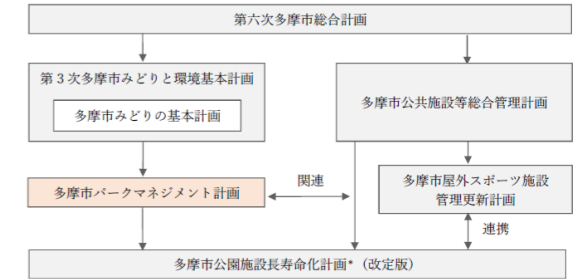 第六次多摩市総合計画
第３次多摩市みどりと環境基本計画
多摩市みどりの基本計画
多摩市公共施設等総合管理計画
多摩市パークマネジメント計画
関連
多摩市屋外スポーツ施設
管理更新計画
連携
多摩市公園施設長寿命化計画*（改定版）